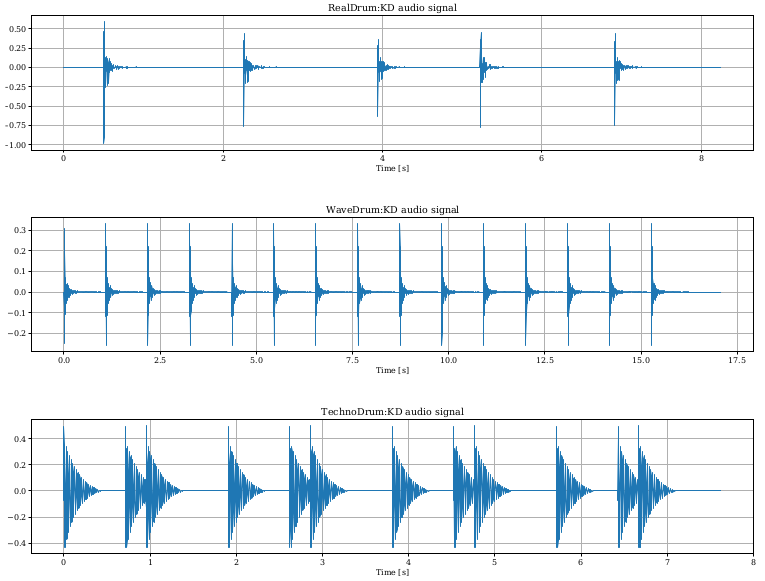 RealDrum:KD audio signal
0.50
0.25
0.00
−0.25
−0.50
−0.75
−1.00
0 2 4 6 8
Time [s]
WaveDrum:KD audio signal
0.3
0.2
0.1
0.0
−0.1
−0.2
0.0 2.5 5.0 7.5 10.0 12.5 15.0 17.5
Time [s]
TechnoDrum:KD audio signal
0.4
0.2
0.0
−0.2
−0.4
0 1 2 3 4 5 6 7 8
Time [s]